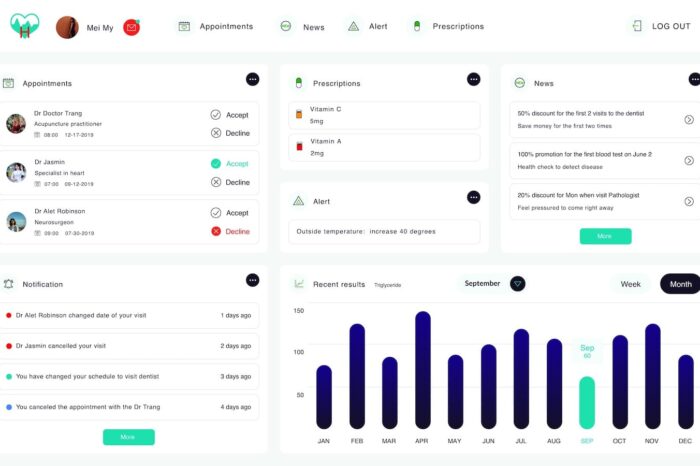 H
Mei My
Appointments
NEW
News
Alert
Prescriptions
LOG OUT
Appointments
Dr Doctor Trang
Acupuncture practitioner
08:00 12-17-2019
Accept
Decline
Dr Jasmin
Specialist in heart
07:00 09-12-2019
Accept
Decline
Dr Alet Robinson
Neurosurgeon
09:00 07-30-2019
Accept
Decline
Prescriptions
Vitamin C
5mg
Vitamin A
2mg
Alert
Outside temperature: increase 40 degrees
NEW
News
50% discount for the first 2 visits to the dentist
Save money for the first two times
100% promotion for the first blood test on June 2
Health check to detect disease
20% discount for Mon when visit Pathologist
Feel pressured to come right away
More
Notification
Dr Alet Robinson changed date of your visit 1 days ago
Dr Jasmin cancelled your visit 2 days ago
You have changed your schedule to visit dentist 3 days ago
You canceled the appointment with the Dr Trang 4 days ago
More
Recent results Triglyceride
September
Week
Month
150
100
50
Sep
60
JAN FEB MAR APR MAY JUN JUL AUG SEP OCT NOV DEC